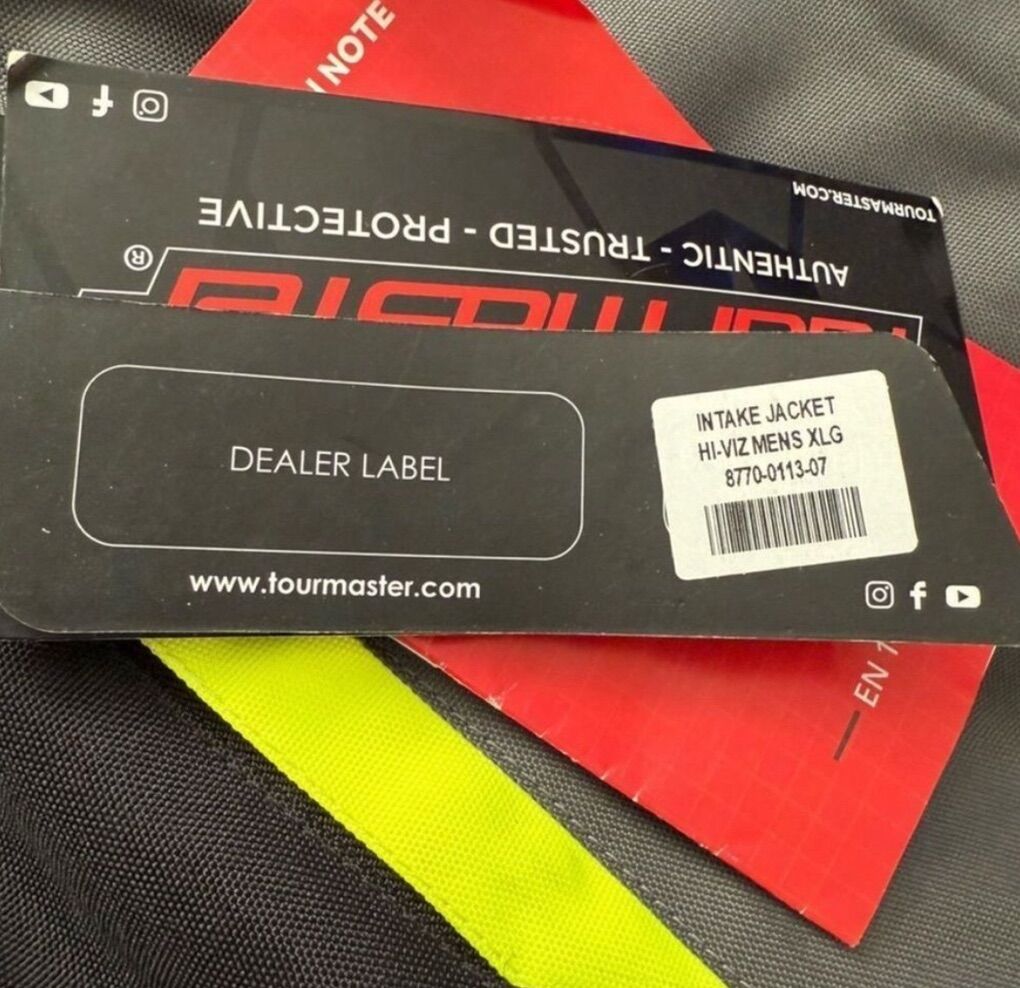 N NOTE
TOURMASTER.COM
AUTHENTIC - TRUSTED - PROTECTIVE
®
DEALER LABEL
www.tourmaster.com
INTAKE JACKET
HI-VIZ MENS XLG
8770-0113-07
EN 1